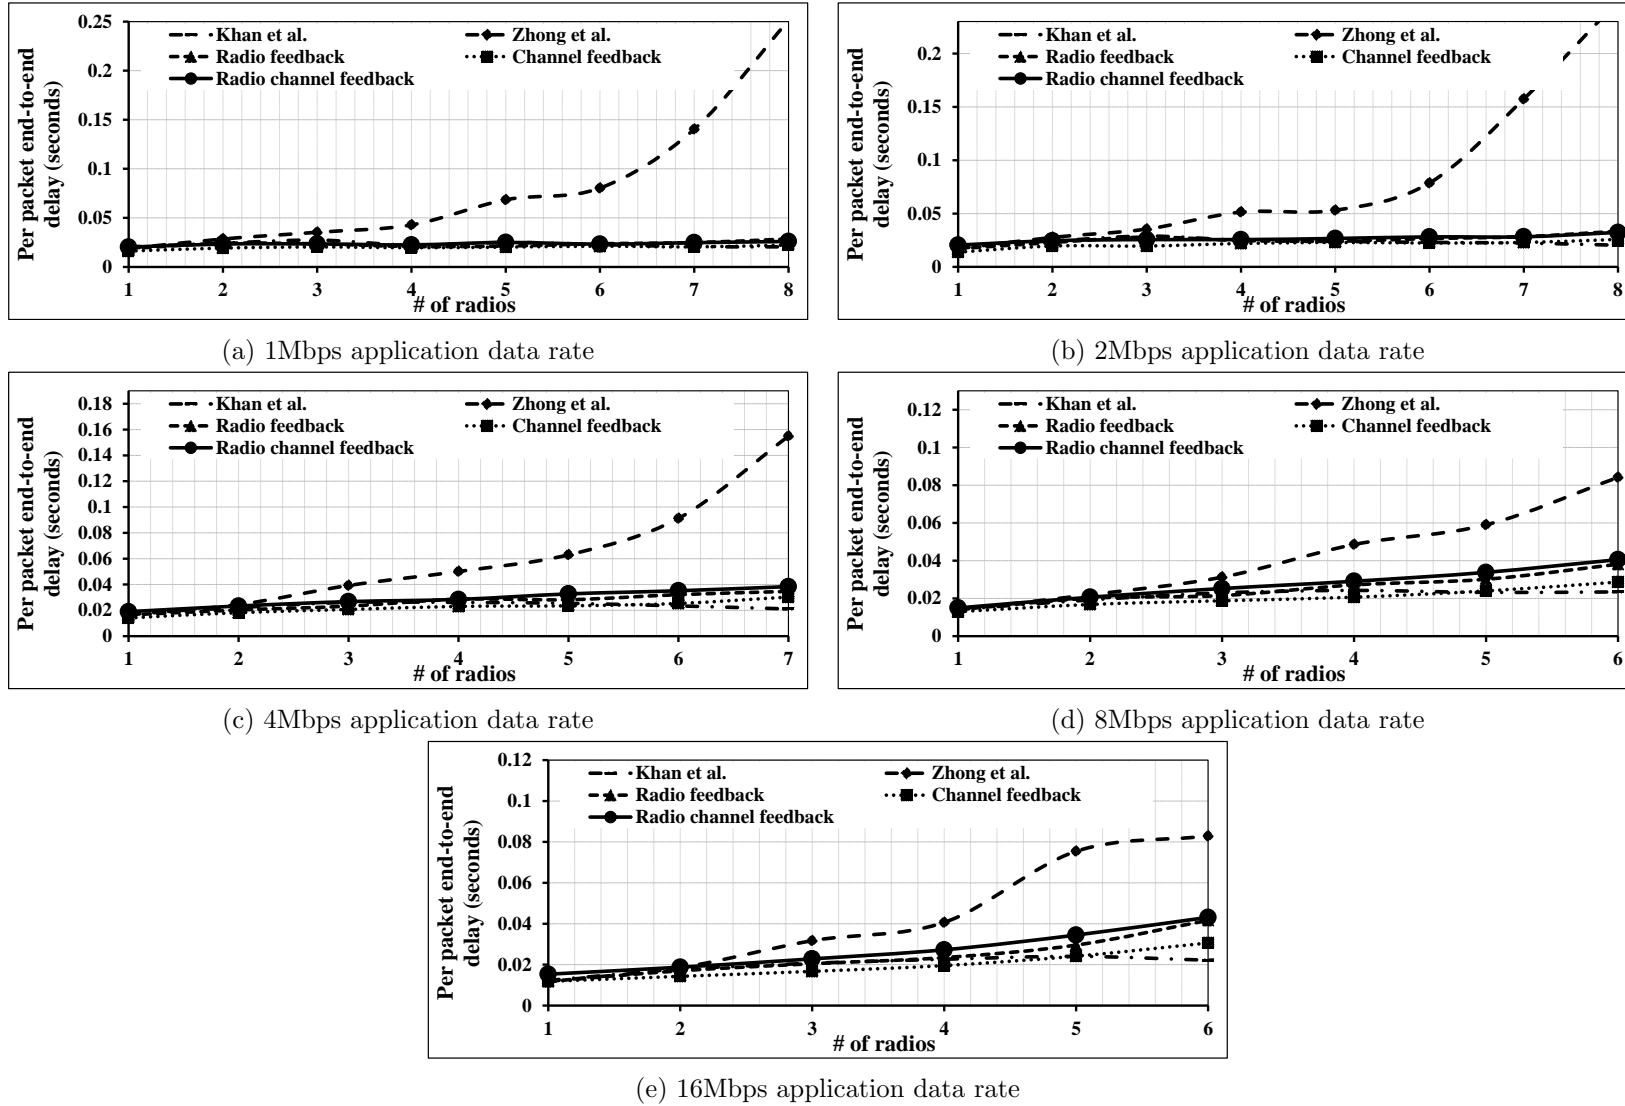 Khan et al.
Zhong et al.
Radio feedback
Channel feedback
Radio channel feedback
Per packet end-to-end
delay (seconds)
0.25
0.2
0.15
0.1
0.05
0
1 2 3 4 5 6 7 8
# of radios
(a) 1Mbps application data rate
Khan et al.
Zhong et al.
Radio feedback
Channel feedback
Radio channel feedback
Per packet end-to-end
delay (seconds)
0.2
0.15
0.1
0.05
0
1 2 3 4 5 6 7 8
# of radios
(b) 2Mbps application data rate
Khan et al.
Zhong et al.
Radio feedback
Channel feedback
Radio channel feedback
Per packet end-to-end
delay (seconds)
0.18
0.16
0.14
0.12
0.1
0.08
0.06
0.04
0.02
0
1 2 3 4 5 6 7
# of radios
(c) 4Mbps application data rate
Khan et al.
Zhong et al.
Radio feedback
Channel feedback
Radio channel feedback
Per packet end-to-end
delay (seconds)
0.12
0.1
0.08
0.06
0.04
0.02
0
1 2 3 4 5 6
# of radios
(d) 8Mbps application data rate
Khan et al.
Zhong et al.
Radio feedback
Channel feedback
Radio channel feedback
Per packet end-to-end
delay (seconds)
0.12
0.1
0.08
0.06
0.04
0.02
0
1 2 3 4 5 6
# of radios
(e) 16Mbps application data rate